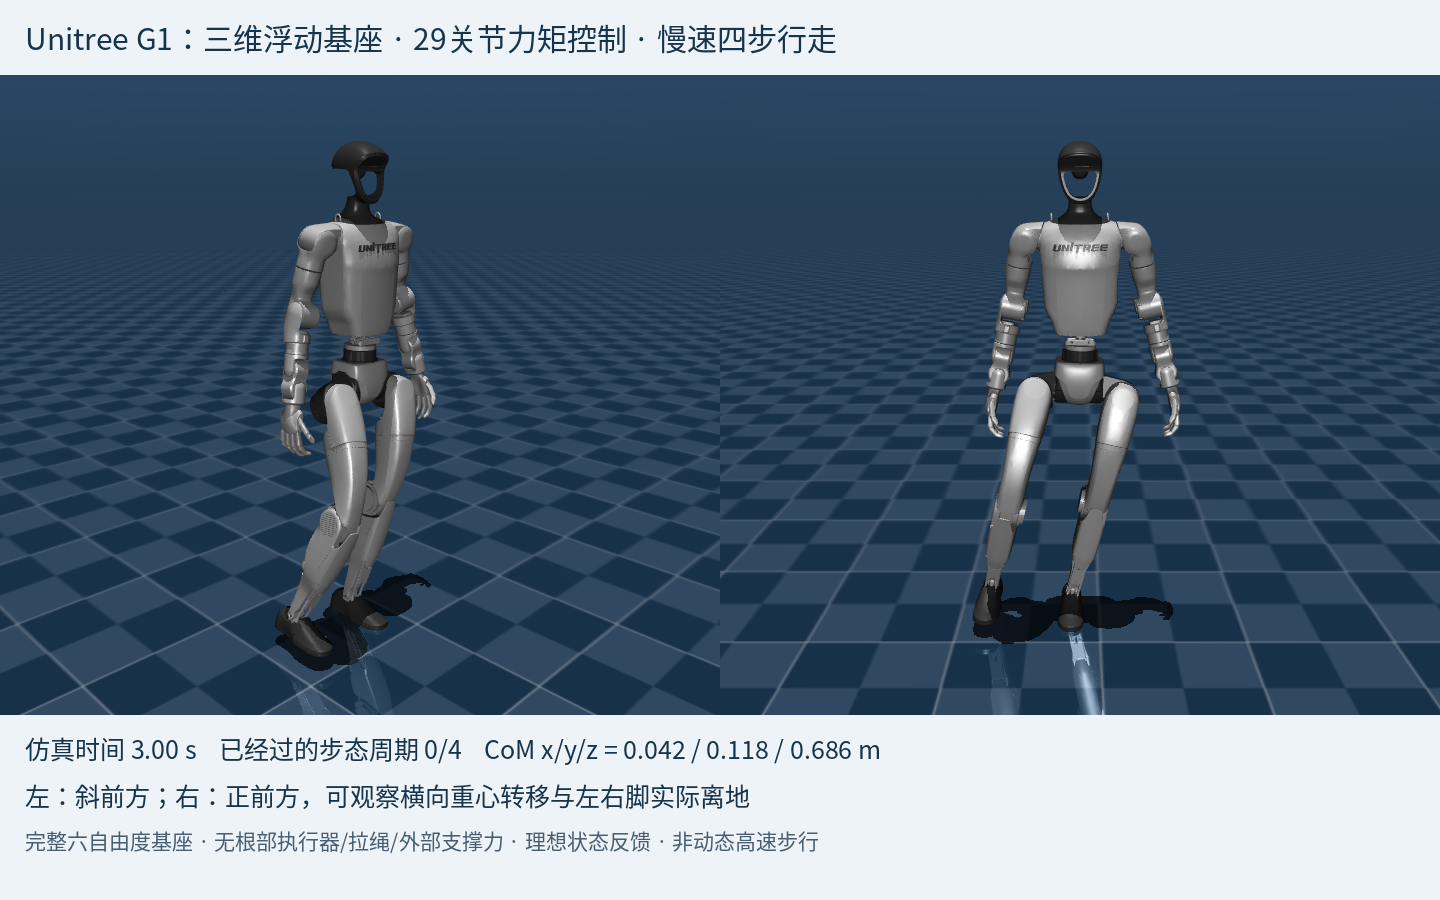 Unitree G1：三维浮动基座 · 29关节力矩控制 · 慢速四步行走
UNITREE
UNITREE
仿真时间 3.00 s 已经过的步态周期 0/4 CoM x/y/z = 0.042 / 0.118 / 0.686 m
左：斜前方；右：正前方，可观察横向重心转移与左右脚实际离地
完整六自由度基座 · 无根部执行器/拉绳/外部支撑力 · 理想状态反馈 · 非动态高速步行